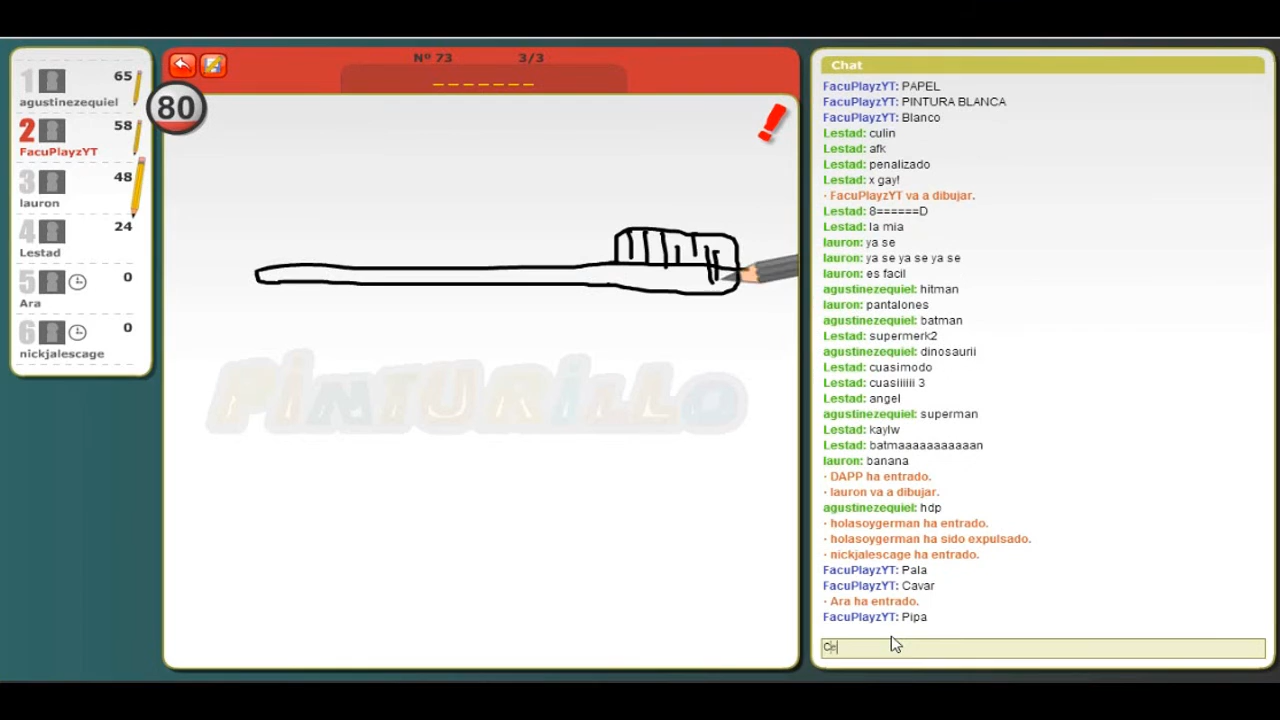 1
65
agustinezequiel
2
58
FacuPlayzYT
3
48
lauron
4
24
Lestad
5
0
Ara
6
0
nickjalescage
80
Nº 73
3/3
_ _ _ _ _ _ _
PINTURILLO
Chat
FacuPlayzYT: PAPEL
FacuPlayzYT: PINTURA BLANCA
FacuPlayzYT: Blanco
Lestad: culin
Lestad: afk
Lestad: penalizado
Lestad: x gay!
· FacuPlayzYT va a dibujar.
Lestad: 8======D
Lestad: la mia
lauron: ya se
lauron: ya se ya se ya se
lauron: es facil
agustinezequiel: hitman
lauron: pantalones
agustinezequiel: batman
Lestad: supermerk2
agustinezequiel: dinosaurii
Lestad: cuasimodo
Lestad: cuasiiiiii 3
Lestad: angel
agustinezequiel: superman
Lestad: kaylw
Lestad: batmaaaaaaaaaaan
lauron: banana
· DAPP ha entrado.
· lauron va a dibujar.
agustinezequiel: hdp
· holasoygerman ha entrado.
· holasoygerman ha sido expulsado.
· nickjalescage ha entrado.
FacuPlayzYT: Pala
FacuPlayzYT: Cavar
· Ara ha entrado.
FacuPlayzYT: Pipa
Ce